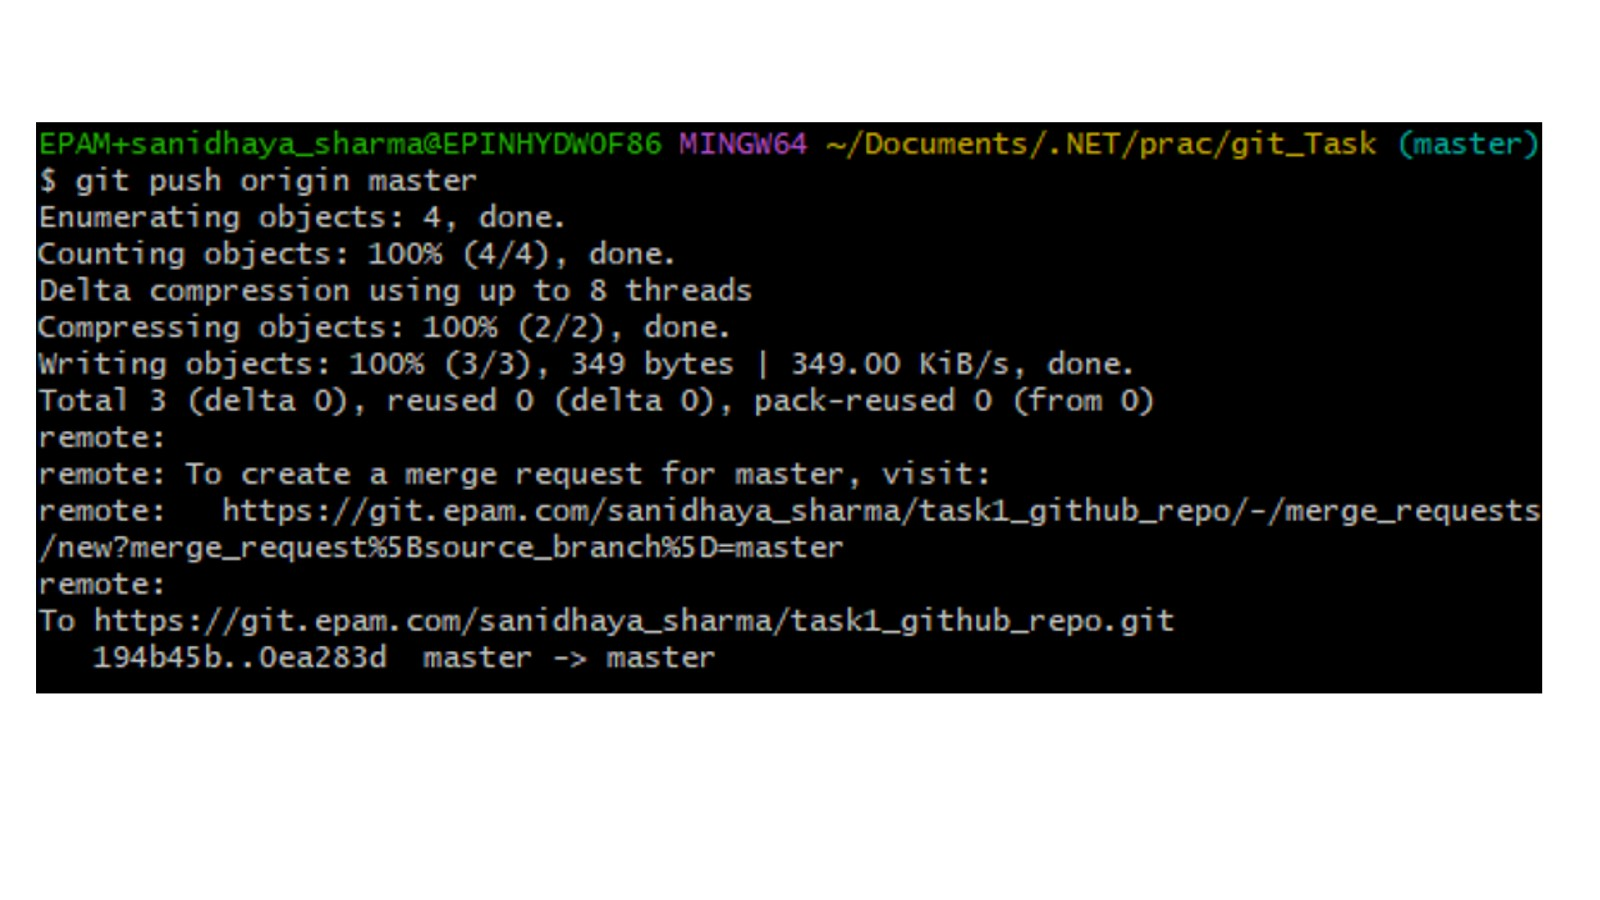 EPAM+sanidhaya_sharma@EPINHYDW0F86 MINGW64 ~/Documents/.NET/prac/git_Task (master)
$ git push origin master
Enumerating objects: 4, done.
Counting objects: 100% (4/4), done.
Delta compression using up to 8 threads
Compressing objects: 100% (2/2), done.
Writing objects: 100% (3/3), 349 bytes | 349.00 KiB/s, done.
Total 3 (delta 0), reused 0 (delta 0), pack-reused 0 (from 0)
remote:
remote: To create a merge request for master, visit:
remote:   https://git.epam.com/sanidhaya_sharma/task1_github_repo/-/merge_requests
/new?merge_request%5Bsource_branch%5D=master
remote:
To https://git.epam.com/sanidhaya_sharma/task1_github_repo.git
   194b45b..0ea283d  master -> master